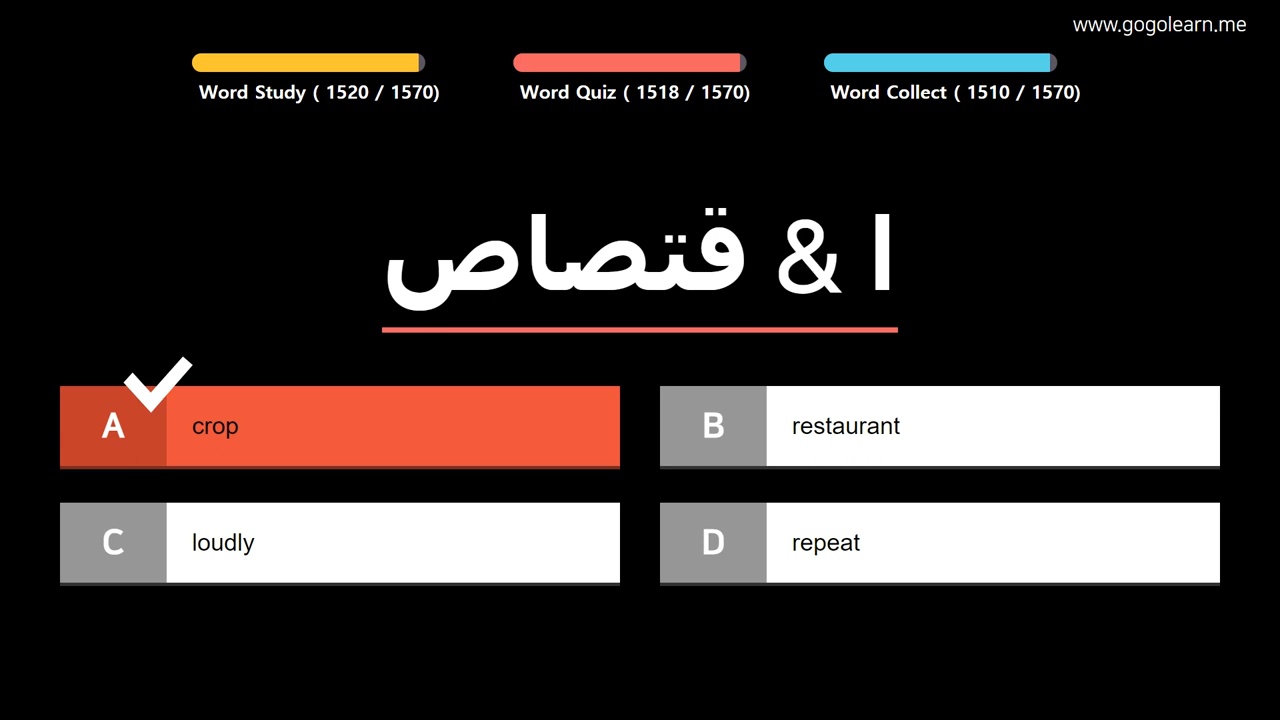 www.gogolearn.me
Word Study ( 1520 / 1570)
Word Quiz ( 1518 / 1570)
Word Collect ( 1510 / 1570)
ا & قتصاص
A crop
B restaurant
C loudly
D repeat